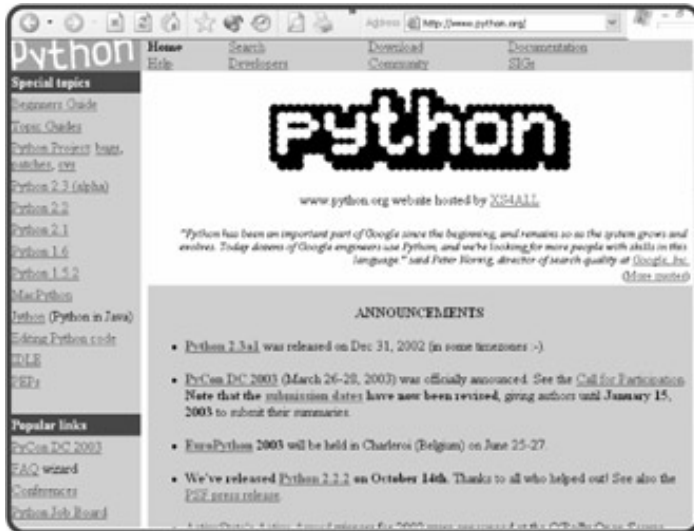 Address http://www.python.org/
Python
Home Search Download Documentation
Help Developers Community SIGs
Special topics
Beginners Guide
Topic Guides
Python Project: bugs,
patches, cvs
Python 2.3 (alpha)
Python 2.2
Python 2.1
Python 1.6
Python 1.5.2
MacPython
Jython (Python in Java)
Editing Python code
IDLE
PEPs
Popular links
PyCon DC 2003
FAQ wizard
Conferences
Python Job Board
python
www.python.org website hosted by XS4ALL
"Python has been an important part of Google since the beginning, and remains so as the system grows and
evolves. Today dozens of Google engineers use Python, and we're looking for more people with skills in this
language." said Peter Norvig, director of search quality at Google, Inc.
(More quotes)
ANNOUNCEMENTS
• Python 2.3a1 was released on Dec 31, 2002 (in some timezones :-).
• PyCon DC 2003 (March 26-28, 2003) was officially announced. See the Call for Participation.
Note that the submission dates have now been revised, giving authors until January 15,
2003 to submit their summaries.
• EuroPython 2003 will be held in Charleroi (Belgium) on June 25-27.
• We've released Python 2.2.2 on October 14th. Thanks to all who helped out! See also the
PSF press release.